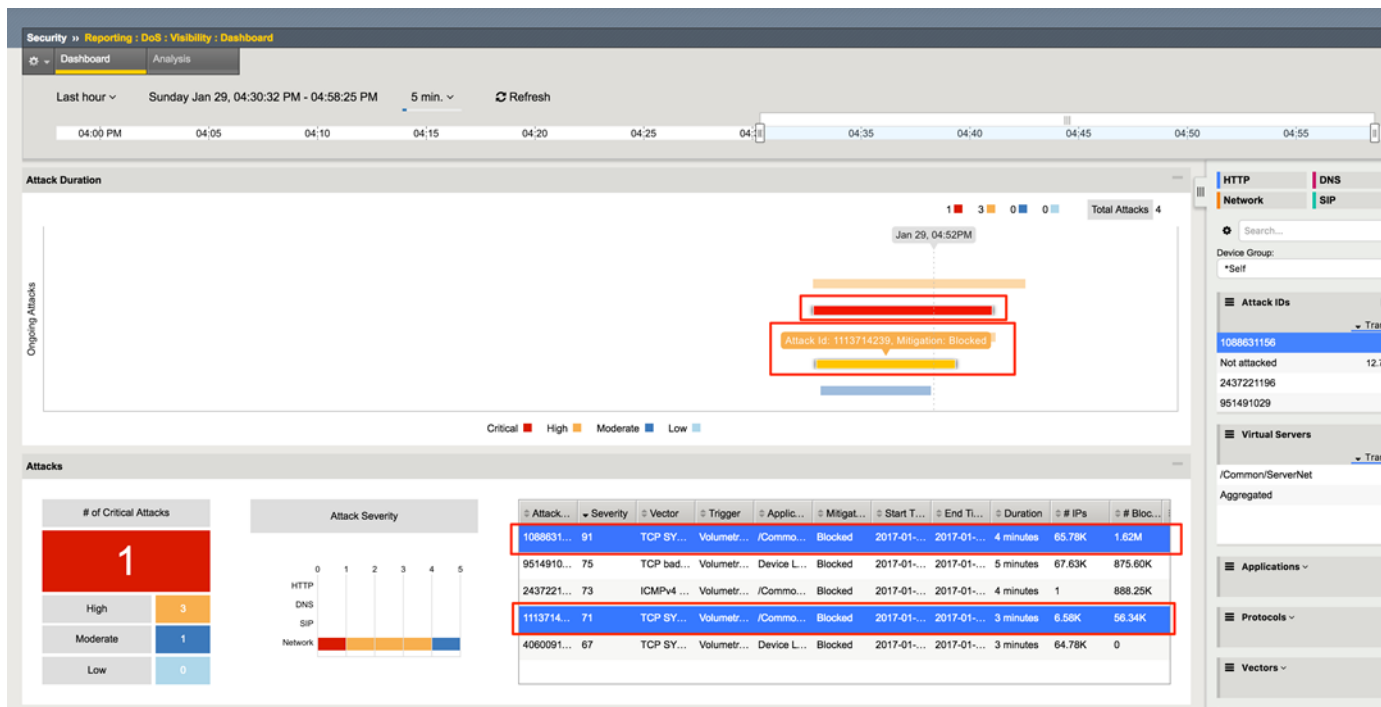 Security ›› Reporting : DoS : Visibility : Dashboard
Dashboard Analysis
Last hour Sunday Jan 29, 04:30:32 PM - 04:58:25 PM 5 min. Refresh
04:00 PM 04:05 04:10 04:15 04:20 04:25 04:3 04:35 04:40 04:45 04:50 04:55
Attack Duration
1 3 0 0 Total Attacks 4
Jan 29, 04:52PM
Ongoing Attacks
Attack Id: 1113714239, Mitigation: Blocked
Critical High Moderate Low
Attacks
# of Critical Attacks
1
High 3
Moderate 1
Low 0
Attack Severity
0 1 2 3 4 5
HTTP
DNS
SIP
Network
Attack... Severity Vector Trigger Applic... Mitigat... Start T... End Ti... Duration # IPs # Bloc...
1088631... 91 TCP SY... Volumetr... /Commo... Blocked 2017-01-... 2017-01-... 4 minutes 65.78K 1.62M
9514910... 75 TCP bad... Volumetr... Device L... Blocked 2017-01-... 2017-01-... 5 minutes 67.63K 875.60K
2437221... 73 ICMPv4 ... Volumetr... /Commo... Blocked 2017-01-... 2017-01-... 4 minutes 1 888.25K
1113714... 71 TCP SY... Volumetr... /Commo... Blocked 2017-01-... 2017-01-... 3 minutes 6.58K 56.34K
4060091... 67 TCP SY... Volumetr... Device L... Blocked 2017-01-... 2017-01-... 3 minutes 64.78K 0
HTTP DNS
Network SIP
Search...
Device Group:
*Self
Attack IDs
Tra
1088631156
Not attacked 12.7
2437221196
951491029
Virtual Servers
Tra
/Common/ServerNet
Aggregated
Applications
Protocols
Vectors